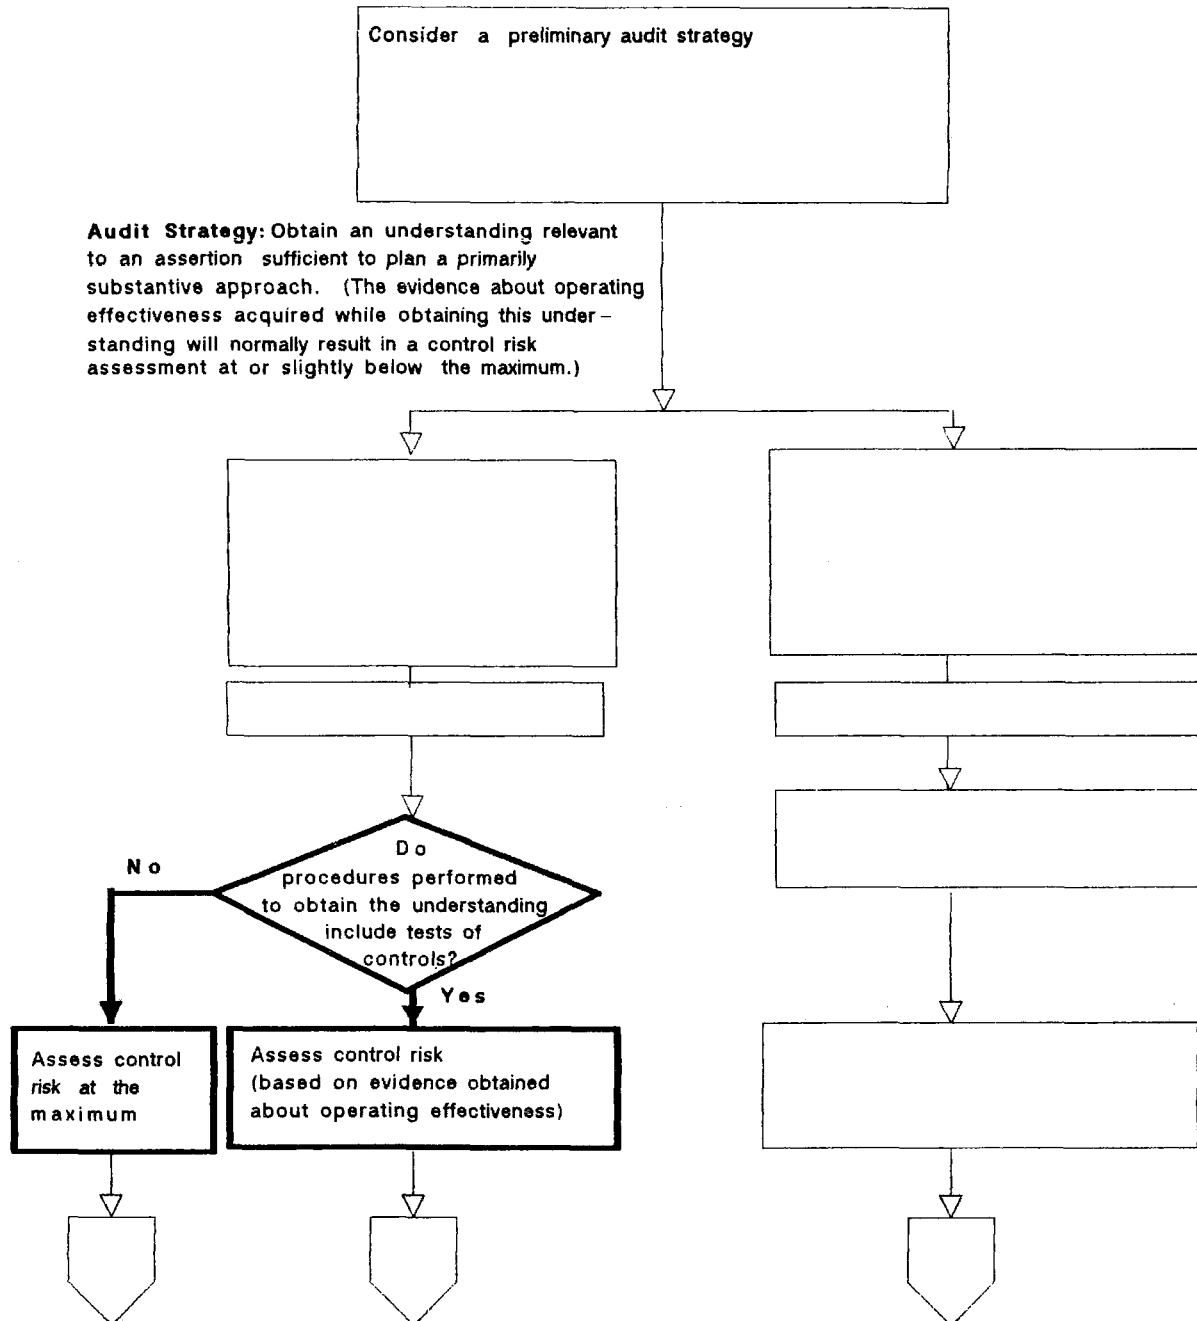 Consider a preliminary audit strategy
Audit Strategy: Obtain an understanding relevant
to an assertion sufficient to plan a primarily
substantive approach. (The evidence about operating
effectiveness acquired while obtaining this under–
standing will normally result in a control risk
assessment at or slightly below the maximum.)
No
Do
procedures performed
to obtain the understanding
include tests of
controls?
Yes
Assess control
risk at the
maximum
Assess control risk
(based on evidence obtained
about operating effectiveness)